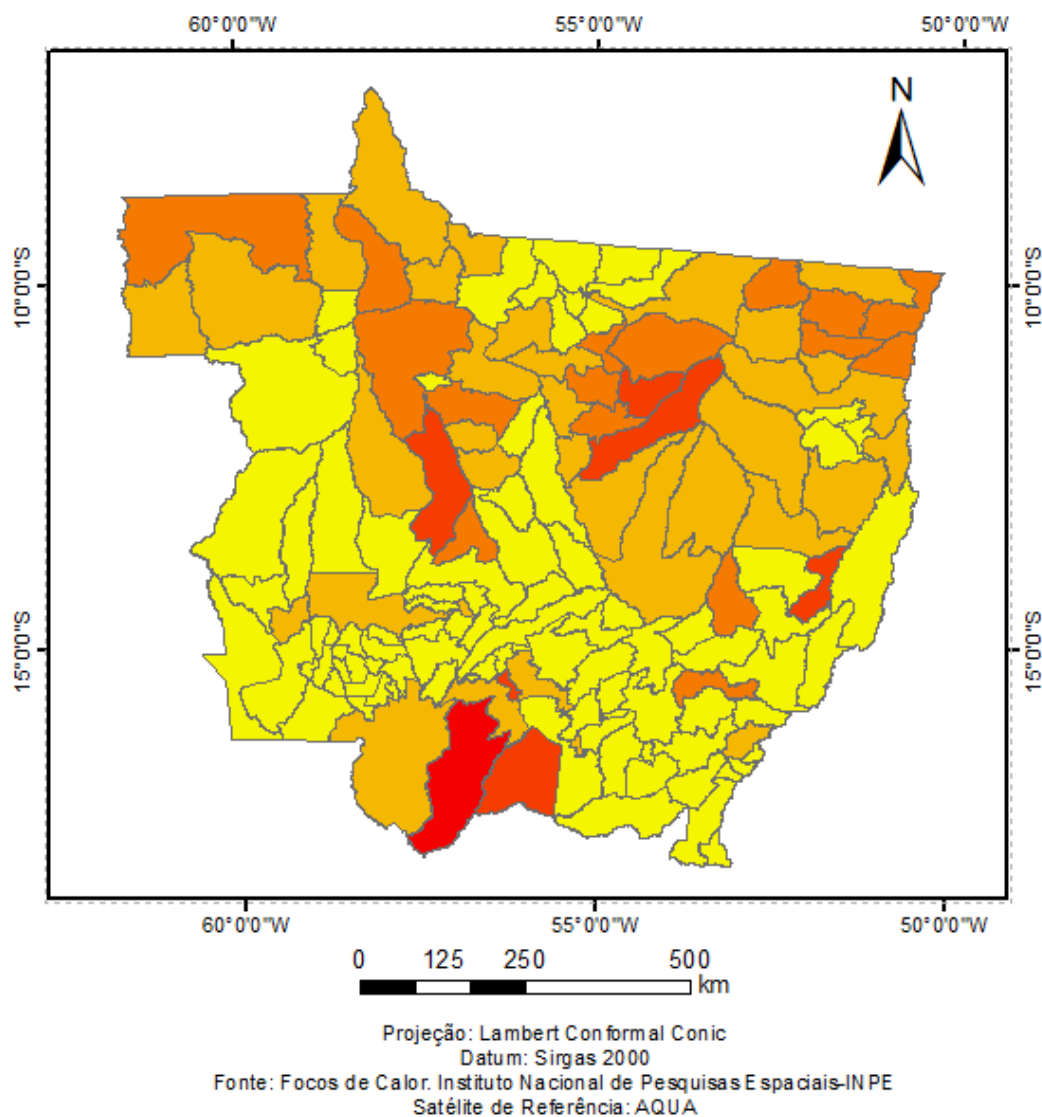 60°0'0"W 55°0'0"W 50°0'0"W
N
10°0'0"S 10°0'0"S
15°0'0"S 15°0'0"S
60°0'0"W 55°0'0"W 50°0'0"W
0 125 250 500
km
Projeção: Lambert Conformal Conic
Datum: Sirgas 2000
Fonte: Focos de Calor. Instituto Nacional de Pesquisas Espaciais-INPE
Satélite de Referência: AQUA